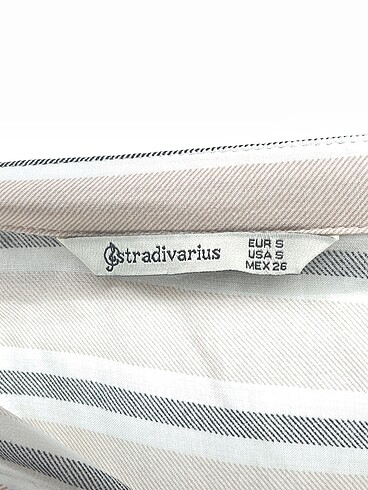 stradivarius
EUR S
USA S
MEX 26